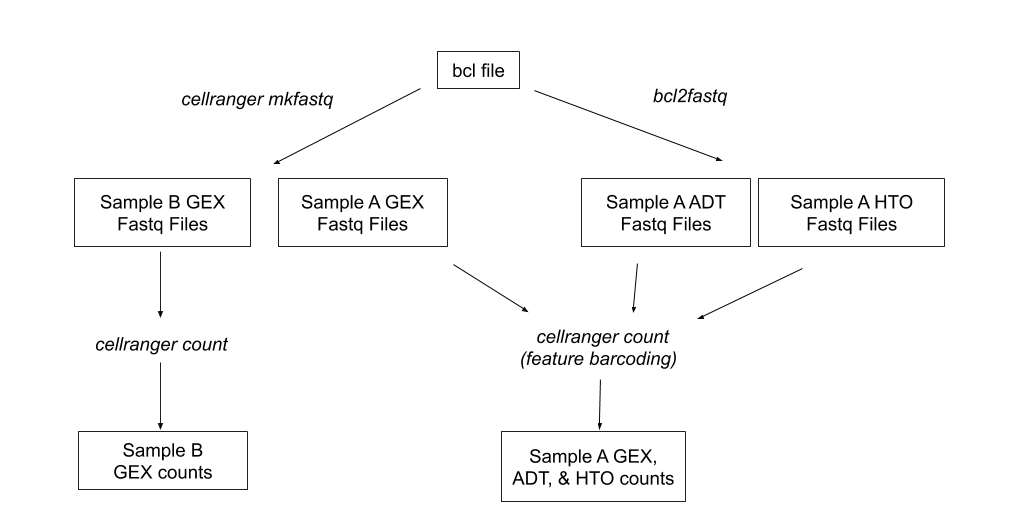 bcl file
cellranger mkfastq
bcl2fastq
Sample B GEX
Fastq Files
Sample A GEX
Fastq Files
Sample A ADT
Fastq Files
Sample A HTO
Fastq Files
cellranger count
cellranger count
(feature barcoding)
Sample B
GEX counts
Sample A GEX,
ADT, & HTO counts